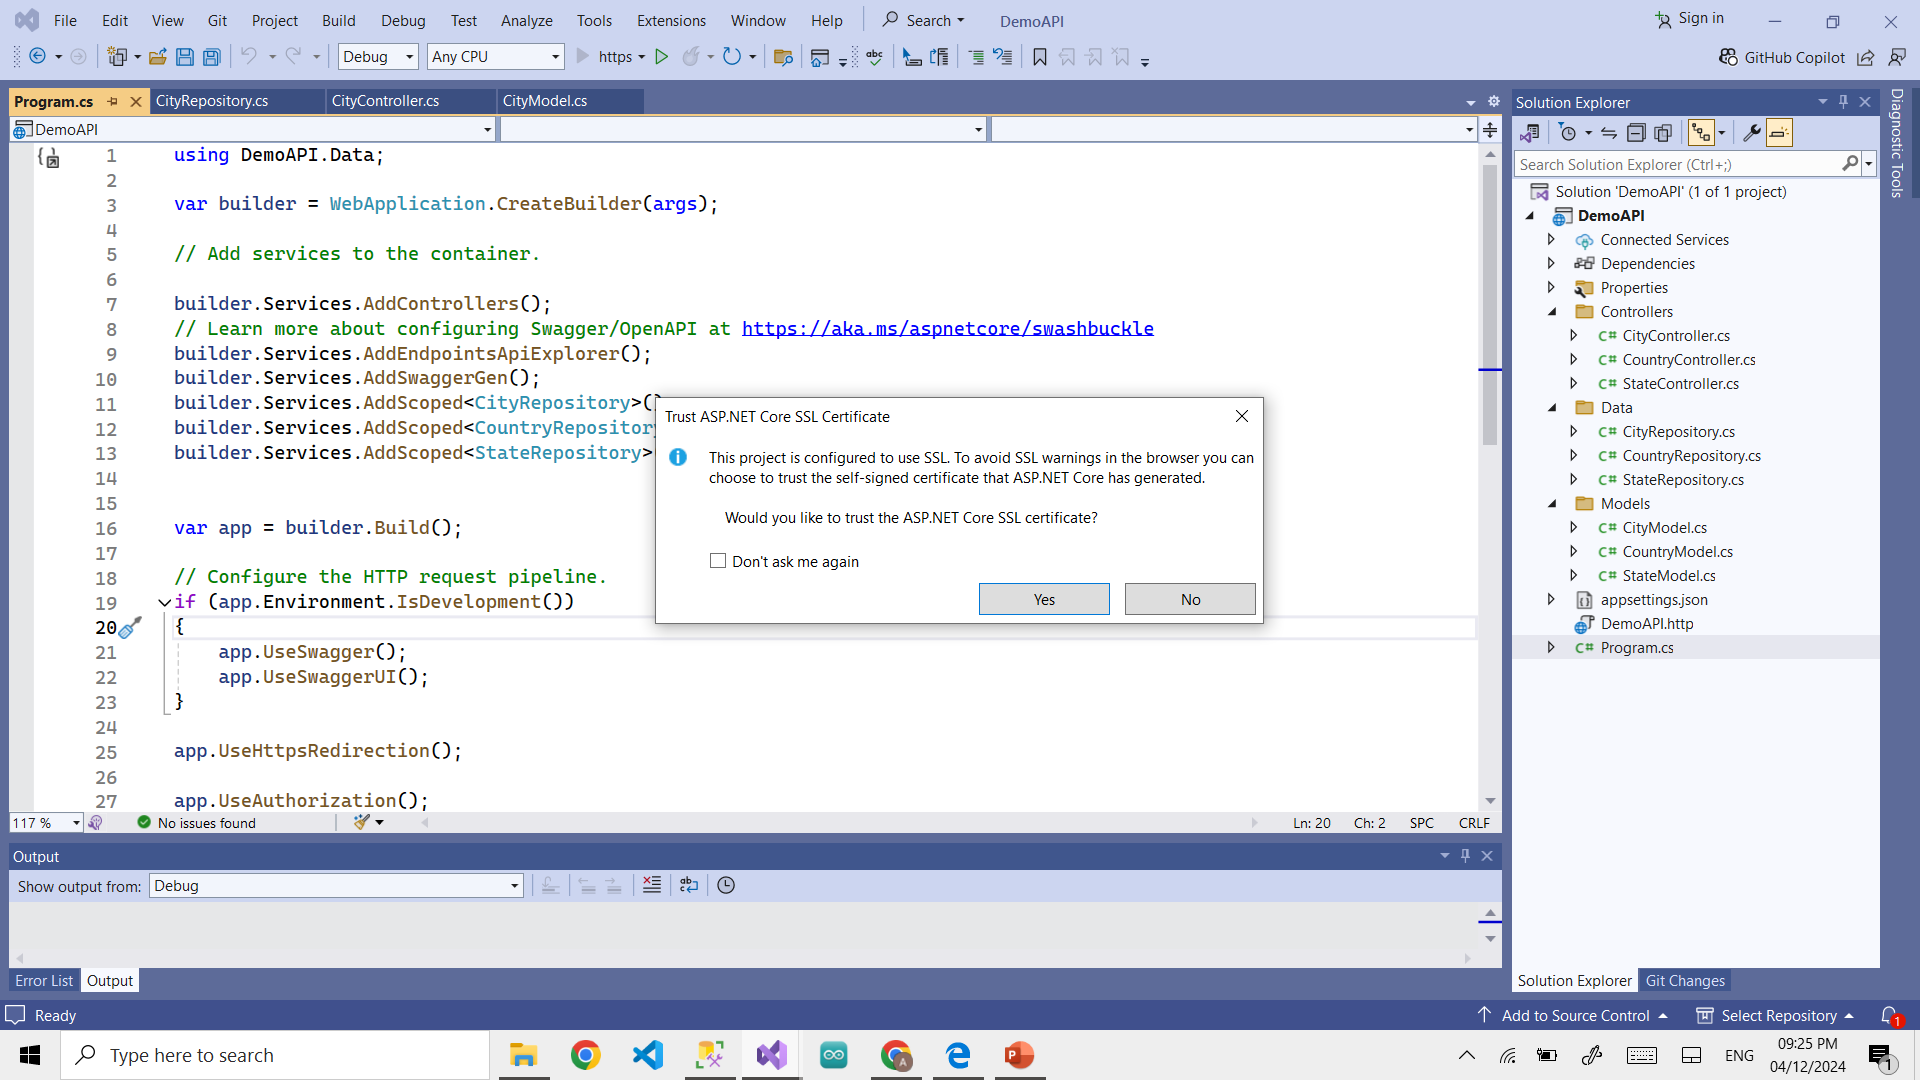 File Edit View Git Project Build Debug Test Analyze Tools Extensions Window Help Search DemoAPI Sign in
Debug Any CPU https GitHub Copilot
Program.cs CityRepository.cs CityController.cs CityModel.cs
DemoAPI
1 using DemoAPI.Data;
2
3 var builder = WebApplication.CreateBuilder(args);
4
5 // Add services to the container.
6
7 builder.Services.AddControllers();
8 // Learn more about configuring Swagger/OpenAPI at https://aka.ms/aspnetcore/swashbuckle
9 builder.Services.AddEndpointsApiExplorer();
10 builder.Services.AddSwaggerGen();
11 builder.Services.AddScoped<CityRepository>()
12 builder.Services.AddScoped<CountryRepository
13 builder.Services.AddScoped<StateRepository>
14
15
16 var app = builder.Build();
17
18 // Configure the HTTP request pipeline.
19 if (app.Environment.IsDevelopment())
20 {
21 app.UseSwagger();
22 app.UseSwaggerUI();
23 }
24
25 app.UseHttpsRedirection();
26
27 app.UseAuthorization();
Trust ASP.NET Core SSL Certificate
This project is configured to use SSL. To avoid SSL warnings in the browser you can
choose to trust the self-signed certificate that ASP.NET Core has generated.
Would you like to trust the ASP.NET Core SSL certificate?
Don't ask me again
Yes No
117 % No issues found Ln: 20 Ch: 2 SPC CRLF
Output
Show output from: Debug
Error List Output
Solution Explorer
Search Solution Explorer (Ctrl+;)
Solution 'DemoAPI' (1 of 1 project)
DemoAPI
Connected Services
Dependencies
Properties
Controllers
C# CityController.cs
C# CountryController.cs
C# StateController.cs
Data
C# CityRepository.cs
C# CountryRepository.cs
C# StateRepository.cs
Models
C# CityModel.cs
C# CountryModel.cs
C# StateModel.cs
appsettings.json
DemoAPI.http
C# Program.cs
Solution Explorer Git Changes
Diagnostic Tools
Ready Add to Source Control Select Repository 1
Type here to search ENG 09:25 PM
04/12/2024 1